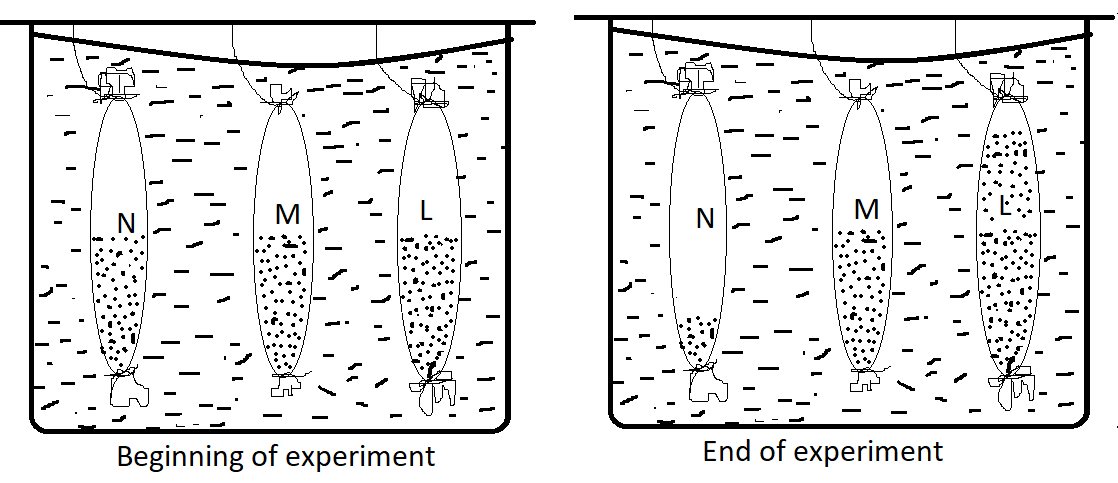 N
M
L
Beginning of experiment
N
M
L
End of experiment